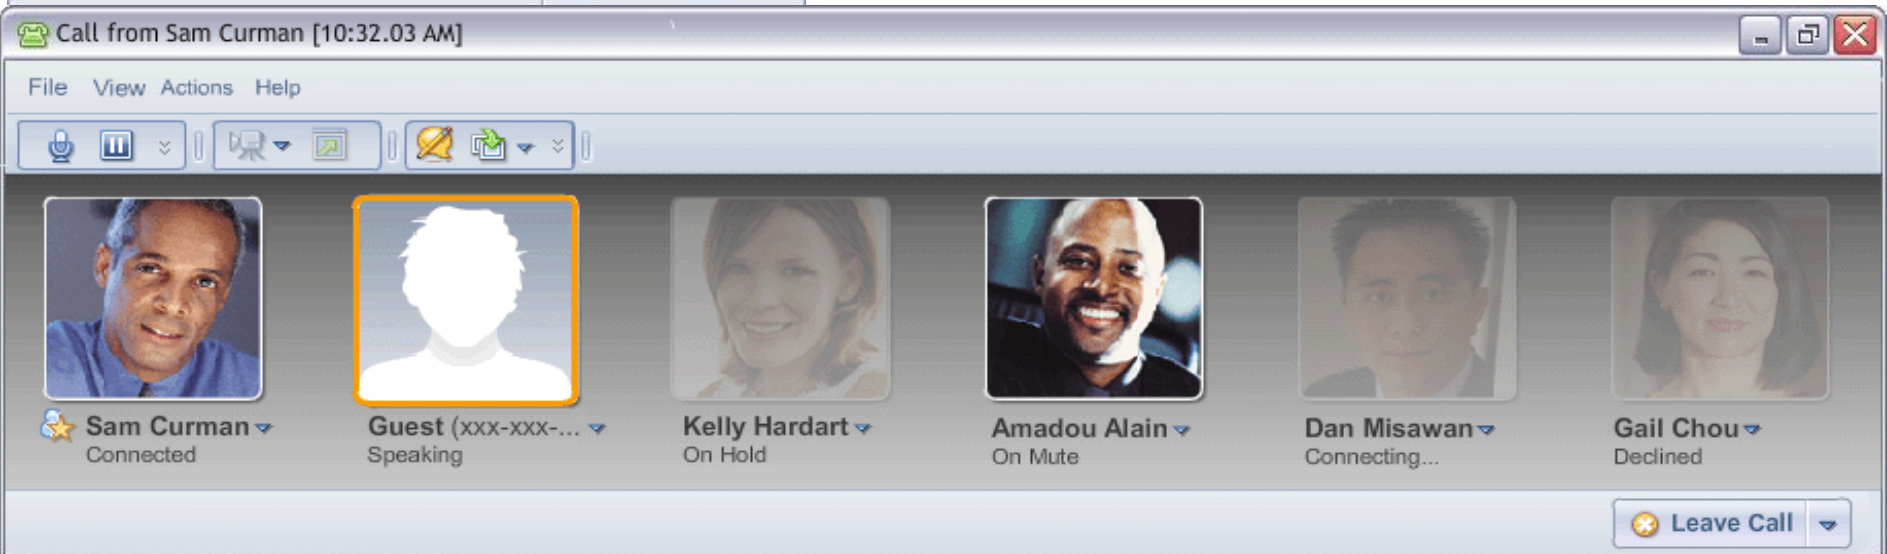 Call from Sam Curman [10:32.03 AM]
File View Actions Help
Sam Curman
Connected
Guest (xxx-xxx-...
Speaking
Kelly Hardart
On Hold
Amadou Alain
On Mute
Dan Misawan
Connecting...
Gail Chou
Declined
Leave Call